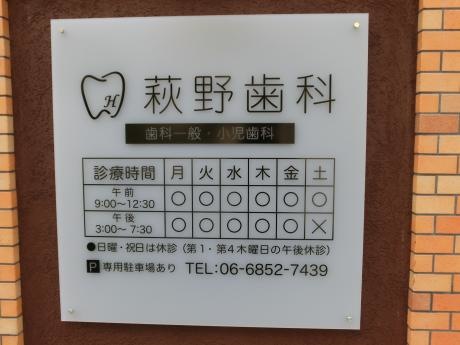 H 萩野歯科
歯科一般・小児歯科
診療時間 月 火 水 木 金 土
午前 9:00〜12:30 ○ ○ ○ ○ ○ ○
午後 3:00〜 7:30 ○ ○ ○ ○ ○ ×
●日曜・祝日は休診（第1・第4木曜日の午後休診）
P 専用駐車場あり TEL:06-6852-7439